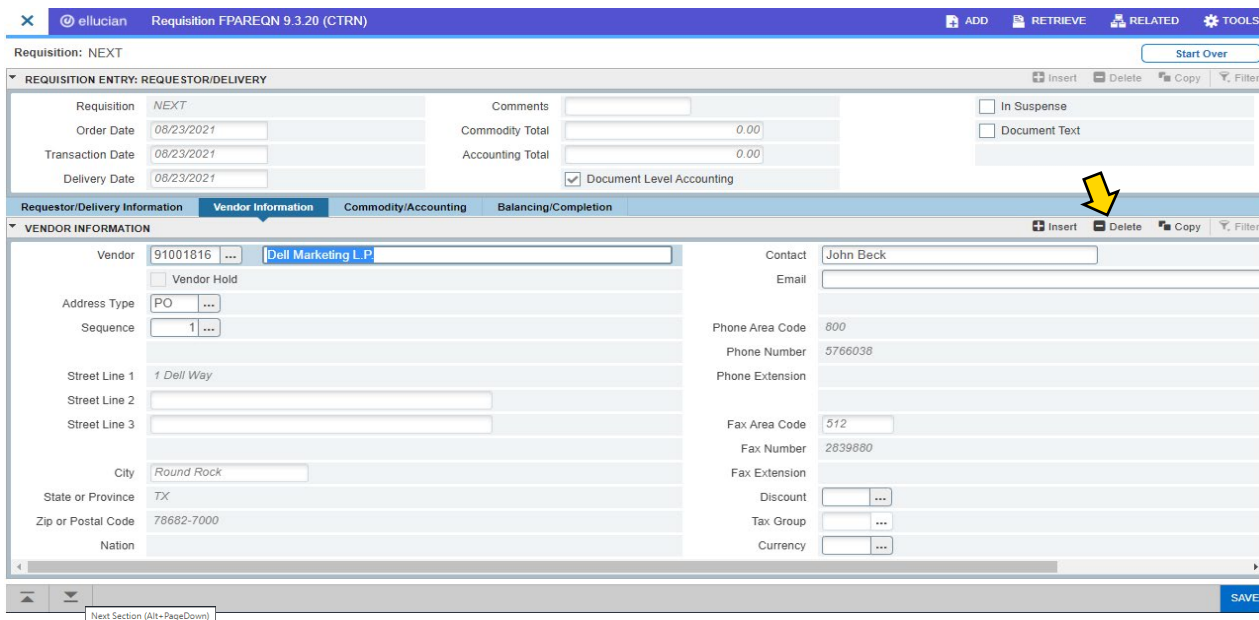 ✕ ellucian Requisition FPAREQN 9.3.20 (CTRN) ADD RETRIEVE RELATED TOOLS
Requisition: NEXT Start Over
REQUISITION ENTRY: REQUESTOR/DELIVERY Insert Delete Copy Filter
Requisition NEXT Comments In Suspense
Order Date 08/23/2021 Commodity Total 0.00 Document Text
Transaction Date 08/23/2021 Accounting Total 0.00
Delivery Date 08/23/2021 Document Level Accounting
Requestor/Delivery Information Vendor Information Commodity/Accounting Balancing/Completion
VENDOR INFORMATION Insert Delete Copy Filter
Vendor 91001816 ... Dell Marketing L.P. Contact John Beck
Vendor Hold Email
Address Type PO ...
Sequence 1 ... Phone Area Code 800
Phone Number 5766038
Street Line 1 1 Dell Way Phone Extension
Street Line 2
Street Line 3 Fax Area Code 512
Fax Number 2839880
City Round Rock Fax Extension
State or Province TX Discount ...
Zip or Postal Code 78682-7000 Tax Group ...
Nation Currency ...
SAVE
Next Section (Alt+PageDown)